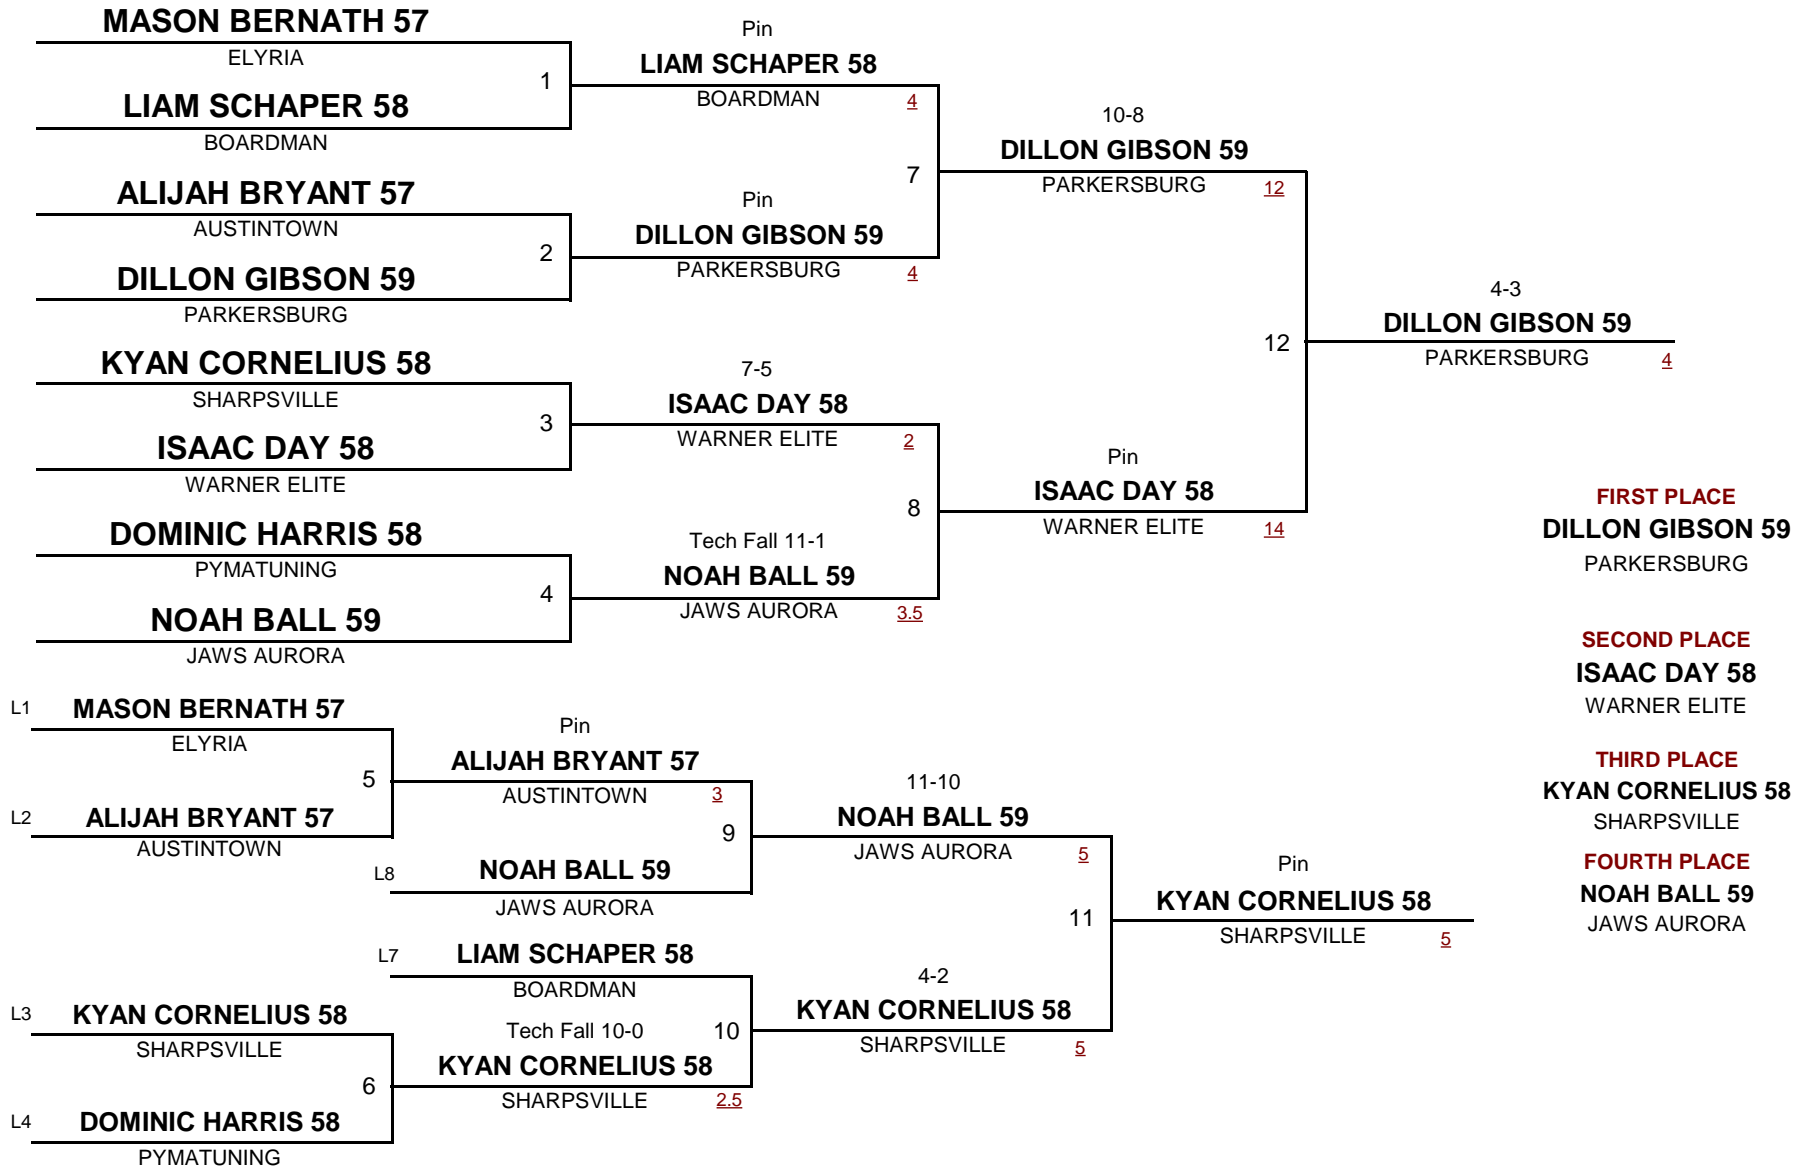 MASON BERNATH 57
ELYRIA
1
LIAM SCHAPER 58
BOARDMAN
Pin
LIAM SCHAPER 58
BOARDMAN 4
ALIJAH BRYANT 57
AUSTINTOWN
2
DILLON GIBSON 59
PARKERSBURG
Pin
DILLON GIBSON 59
PARKERSBURG 4
7
10-8
DILLON GIBSON 59
PARKERSBURG 12
KYAN CORNELIUS 58
SHARPSVILLE
3
ISAAC DAY 58
WARNER ELITE
7-5
ISAAC DAY 58
WARNER ELITE 2
DOMINIC HARRIS 58
PYMATUNING
4
NOAH BALL 59
JAWS AURORA
Tech Fall 11-1
NOAH BALL 59
JAWS AURORA 3.5
8
Pin
ISAAC DAY 58
WARNER ELITE 14
12
4-3
DILLON GIBSON 59
PARKERSBURG 4
FIRST PLACE
DILLON GIBSON 59
PARKERSBURG
SECOND PLACE
ISAAC DAY 58
WARNER ELITE
THIRD PLACE
KYAN CORNELIUS 58
SHARPSVILLE
FOURTH PLACE
NOAH BALL 59
JAWS AURORA
L1 MASON BERNATH 57
ELYRIA
5
L2 ALIJAH BRYANT 57
AUSTINTOWN
Pin
ALIJAH BRYANT 57
AUSTINTOWN 3
9
L8 NOAH BALL 59
JAWS AURORA
11-10
NOAH BALL 59
JAWS AURORA 5
L7 LIAM SCHAPER 58
BOARDMAN
L3 KYAN CORNELIUS 58
SHARPSVILLE
6
L4 DOMINIC HARRIS 58
PYMATUNING
Tech Fall 10-0
KYAN CORNELIUS 58
SHARPSVILLE 2.5
10
4-2
KYAN CORNELIUS 58
SHARPSVILLE 5
11
Pin
KYAN CORNELIUS 58
SHARPSVILLE 5